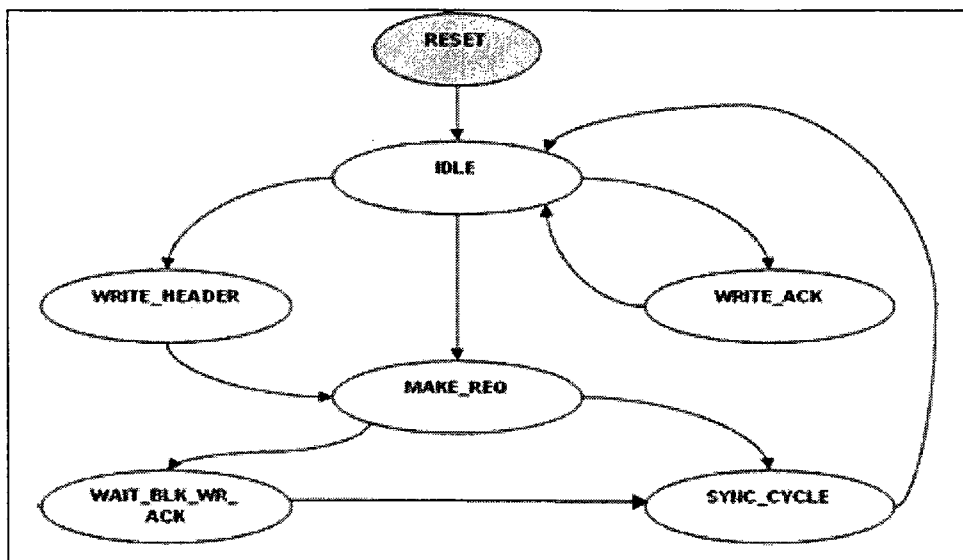 RESET
IDLE
WRITE_HEADER
WRITE_ACK
MAKE_REQ
WAIT_BLK_WR_
ACK
SYNC_CYCLE